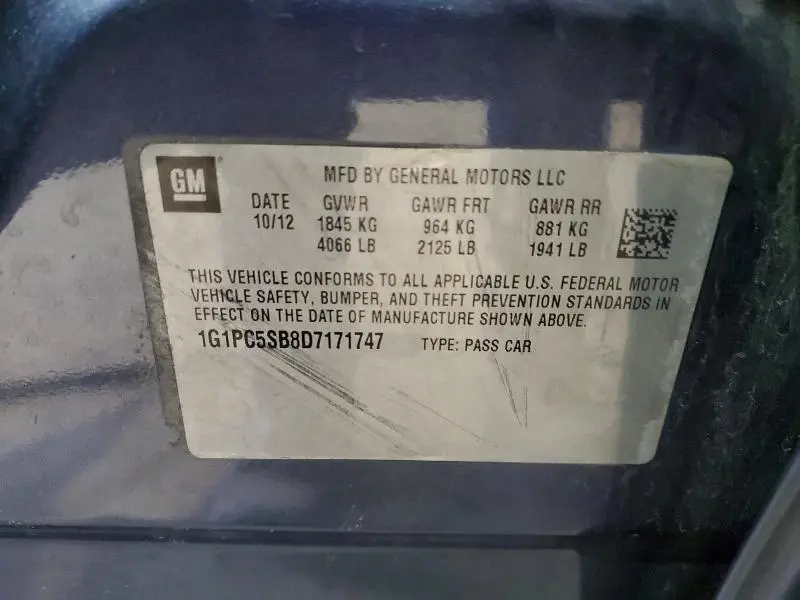 GM
MFD BY GENERAL MOTORS LLC
DATE GVWR GAWR FRT GAWR RR
10/12 1845 KG 964 KG 881 KG
4066 LB 2125 LB 1941 LB
THIS VEHICLE CONFORMS TO ALL APPLICABLE U.S. FEDERAL MOTOR
VEHICLE SAFETY, BUMPER, AND THEFT PREVENTION STANDARDS IN
EFFECT ON THE DATE OF MANUFACTURE SHOWN ABOVE.
1G1PC5SB8D7171747 TYPE: PASS CAR